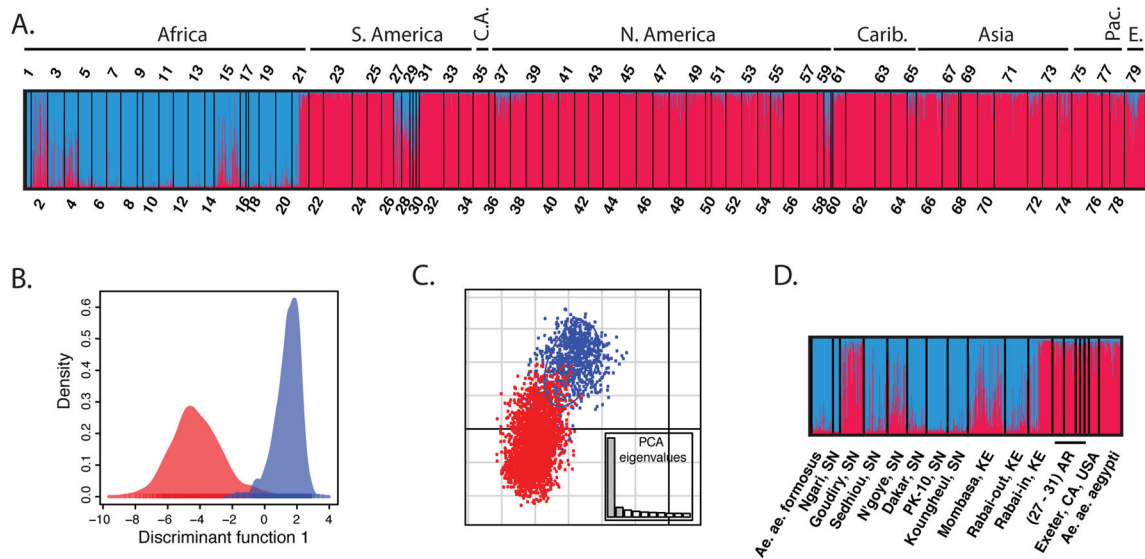 A.
Africa S. America C.A. N. America Carib. Asia Pac. E.
1 3 5 7 9 11 13 15 17 19 21 23 25 27 29 31 33 35 37 39 41 43 45 47 49 51 53 55 57 59 61 63 65 67 69 71 73 75 77 79
2 4 6 8 10 12 14 16 18 20 22 24 26 28 30 32 34 36 38 40 42 44 46 48 50 52 54 56 58 60 62 64 66 68 70 72 74 76 78
B.
Density
0.6
0.5
0.4
0.3
0.2
0.1
0.0
−10 −8 −6 −4 −2 0 2 4
Discriminant function 1
C.
PCA
eigenvalues
D.
Ae. ae. formosus
Ngari, SN
Goudiry, SN
Sedhiou, SN
N'goye, SN
Dakar, SN
PK-10, SN
Koungheul, SN
Mombasa, KE
Rabai-out, KE
Rabai-in, KE
(27 - 31) AR
Exeter, CA, USA
Ae. ae. aegypti